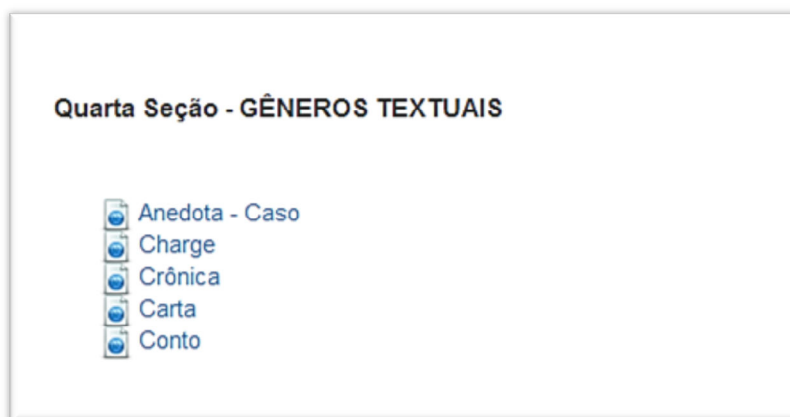 Quarta Seção - GÊNEROS TEXTUAIS
Anedota - Caso
Charge
Crônica
Carta
Conto